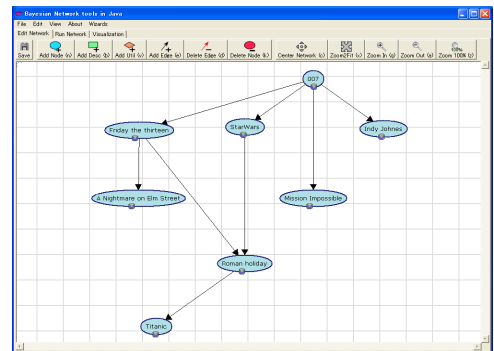 Bayesian Network tools in Java
File Edit View About Wizards
Edit Network Run Network Visualization
Save Add Node (n) Add Desc (b) Add Util (v) Add Edge (e) Delete Edge (d) Delete Node (k) Center Network (c) Zoom2Fit (v) Zoom In (a) Zoom Out (a) Zoom 100% (z)
007
Friday the thirteen
StarWars
Indy Johnes
A Nightmare on Elm Street
Mission Impossible
Roman holiday
Titanic